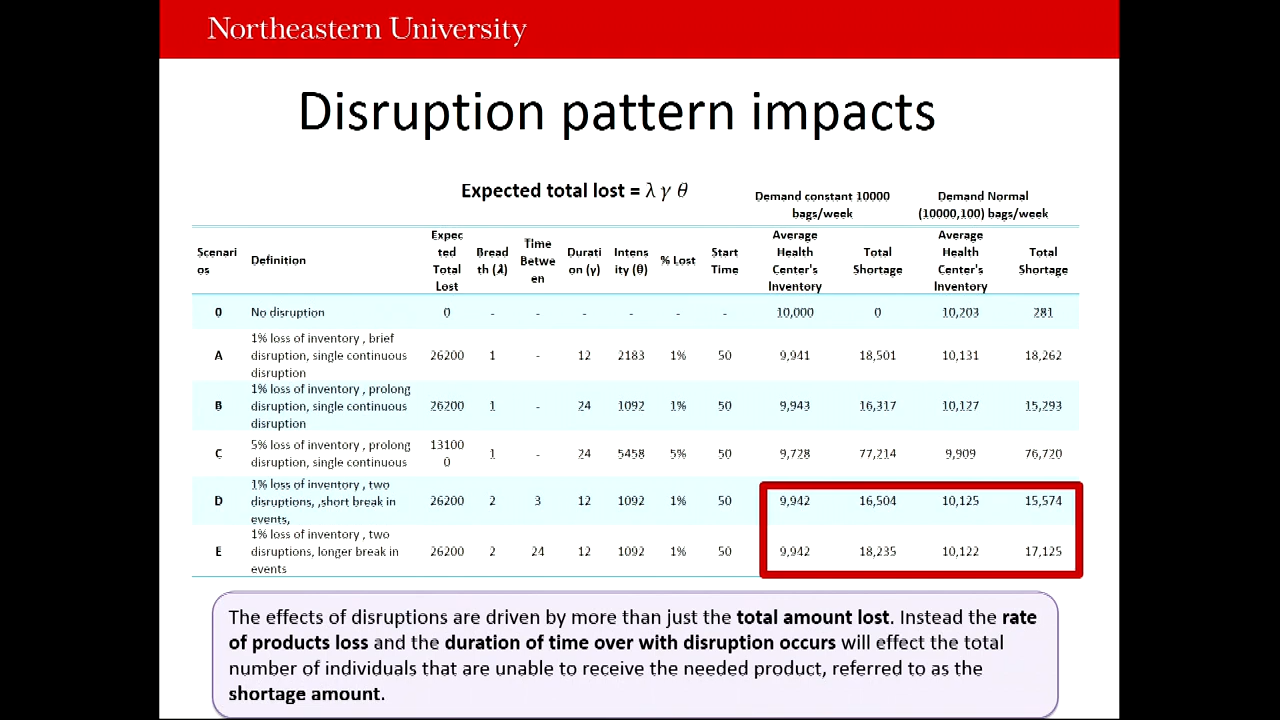 Northeastern University
Disruption pattern impacts
Expected total lost = λ γ θ
Demand constant 10000
bags/week
Demand Normal
(10000,100) bags/week
Scenari
os
Definition
Expec
ted
Total
Lost
Bread
th (λ)
Time
Betwe
en
Durati
on (γ)
Intens
ity (θ)
% Lost
Start
Time
Average
Health
Center's
Inventory
Total
Shortage
Average
Health
Center's
Inventory
Total
Shortage
0 No disruption 0 - - - - - - 10,000 0 10,203 281
1% loss of inventory , brief
disruption, single continuous
disruption
A 26200 1 - 12 2183 1% 50 9,941 18,501 10,131 18,262
1% loss of inventory , prolong
disruption, single continuous
disruption
B 26200 1 - 24 1092 1% 50 9,943 16,317 10,127 15,293
5% loss of inventory , prolong
disruption, single continuous
C 13100
0
1 - 24 5458 5% 50 9,728 77,214 9,909 76,720
1% loss of inventory , two
disruptions, ,short break in
events,
D 26200 2 3 12 1092 1% 50 9,942 16,504 10,125 15,574
1% loss of inventory , two
disruptions, longer break in
events
E 26200 2 24 12 1092 1% 50 9,942 18,235 10,122 17,125
The effects of disruptions are driven by more than just the total amount lost. Instead the rate
of products loss and the duration of time over with disruption occurs will effect the total
number of individuals that are unable to receive the needed product, referred to as the
shortage amount.